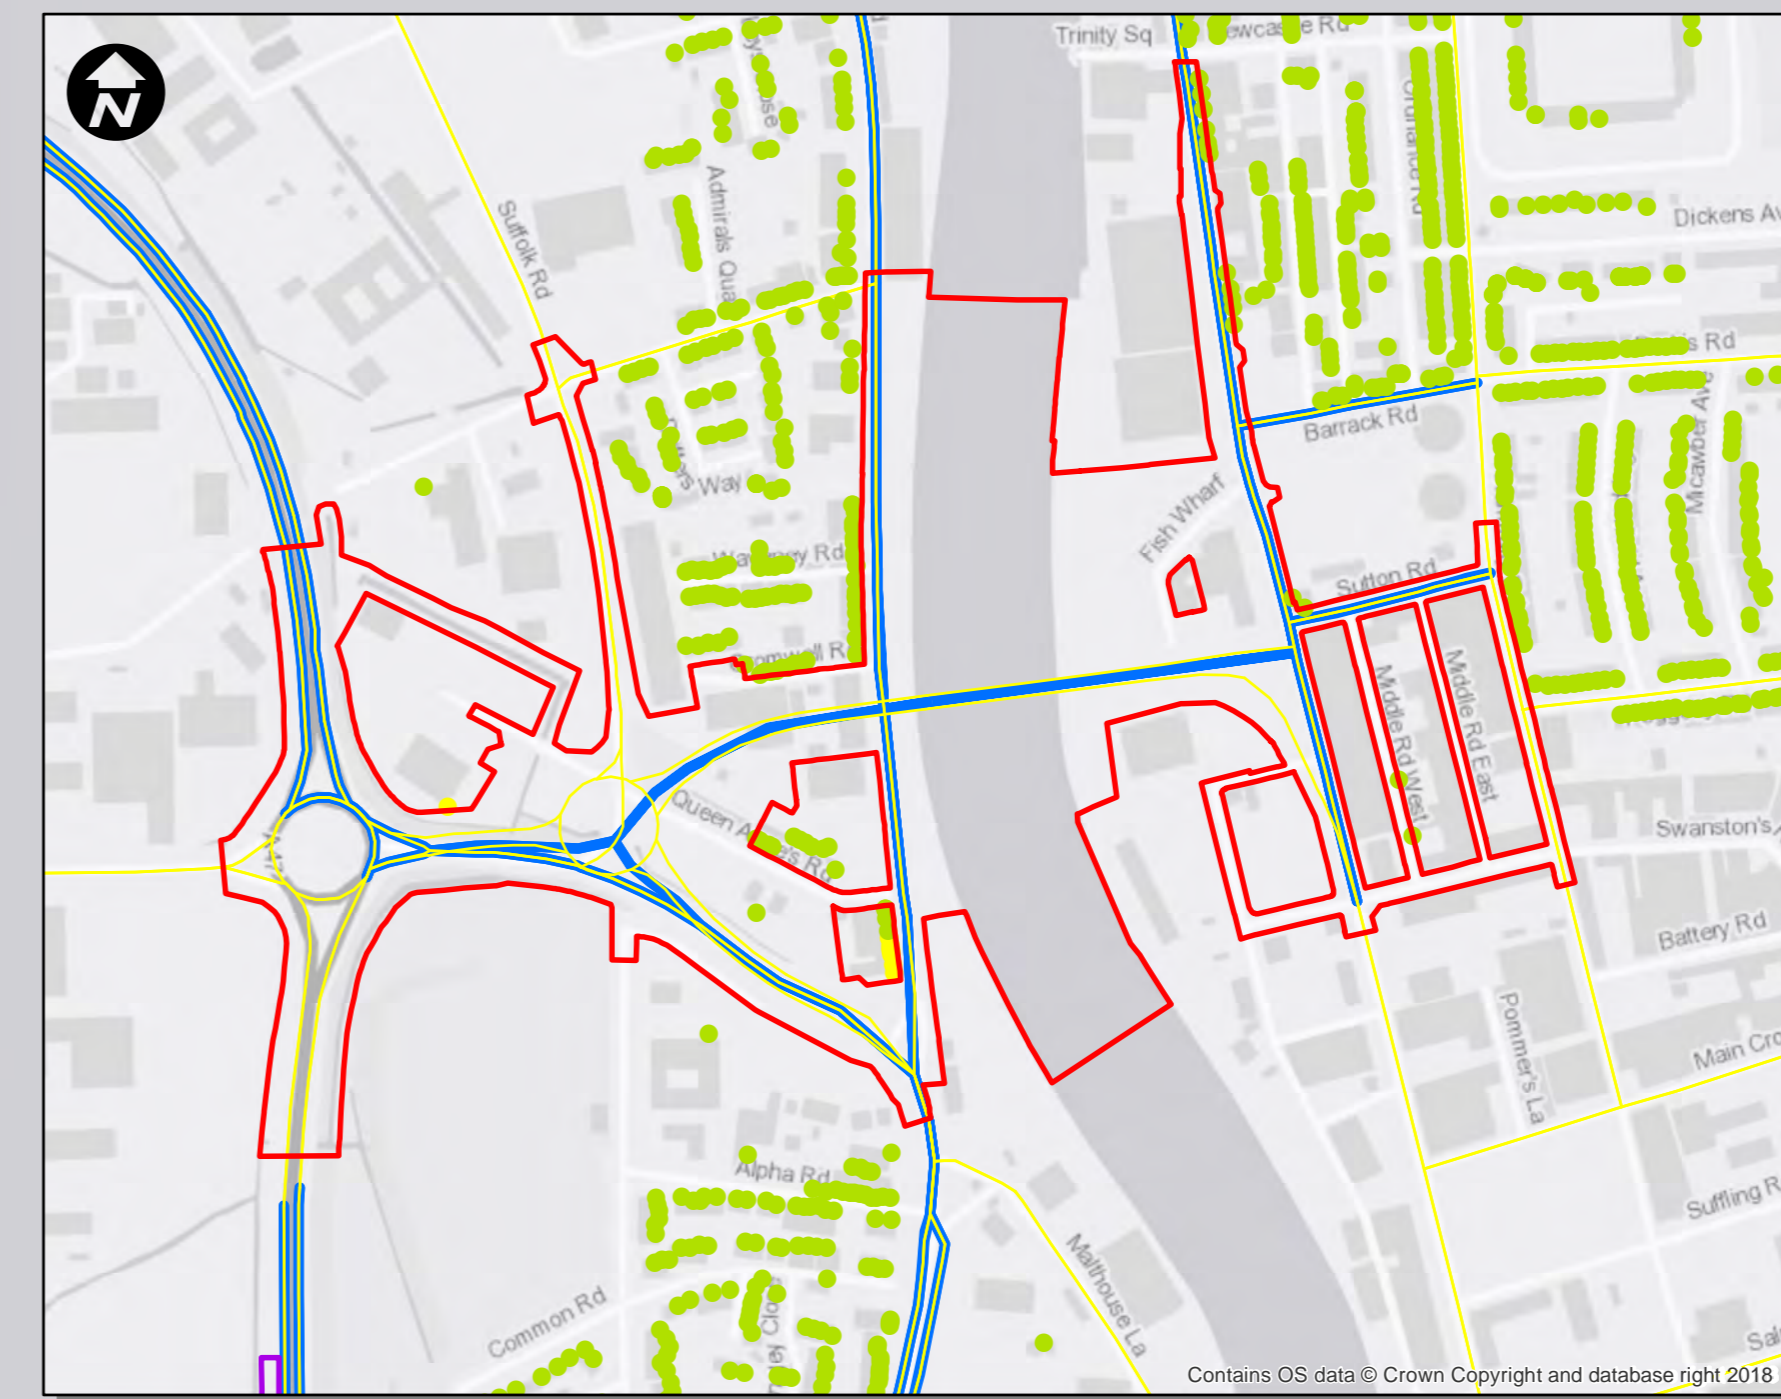 N
Trinity Sq
Suffolk Rd
Admirals Qua
Dickens Av
Barrack Rd
Micawber Ave
Way
Fish Wharf
Sutton Rd
Middle Rd West
Middle Rd East
Queen A
e's Rd
Swanston's
Battery Rd
Pommer's La
Main Cro
Alpha Rd
Suffling R
Malthouse La
Common Rd
Contains OS data © Crown Copyright and database right 2018